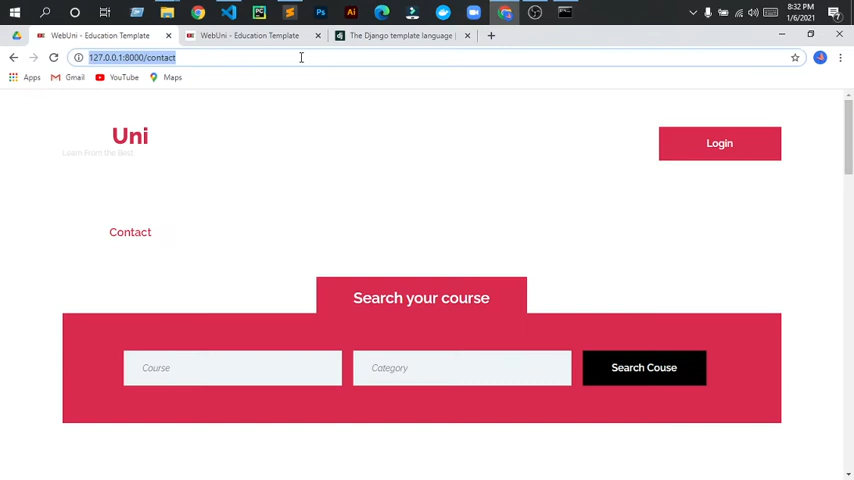 8:32 PM
1/6/2021
WebUni - Education Template
WebUni - Education Template
The Django template language |
127.0.0.1:8000/contact
Apps
Gmail
YouTube
Maps
Uni
Learn From the Best
Login
Contact
Search your course
Course
Category
Search Couse